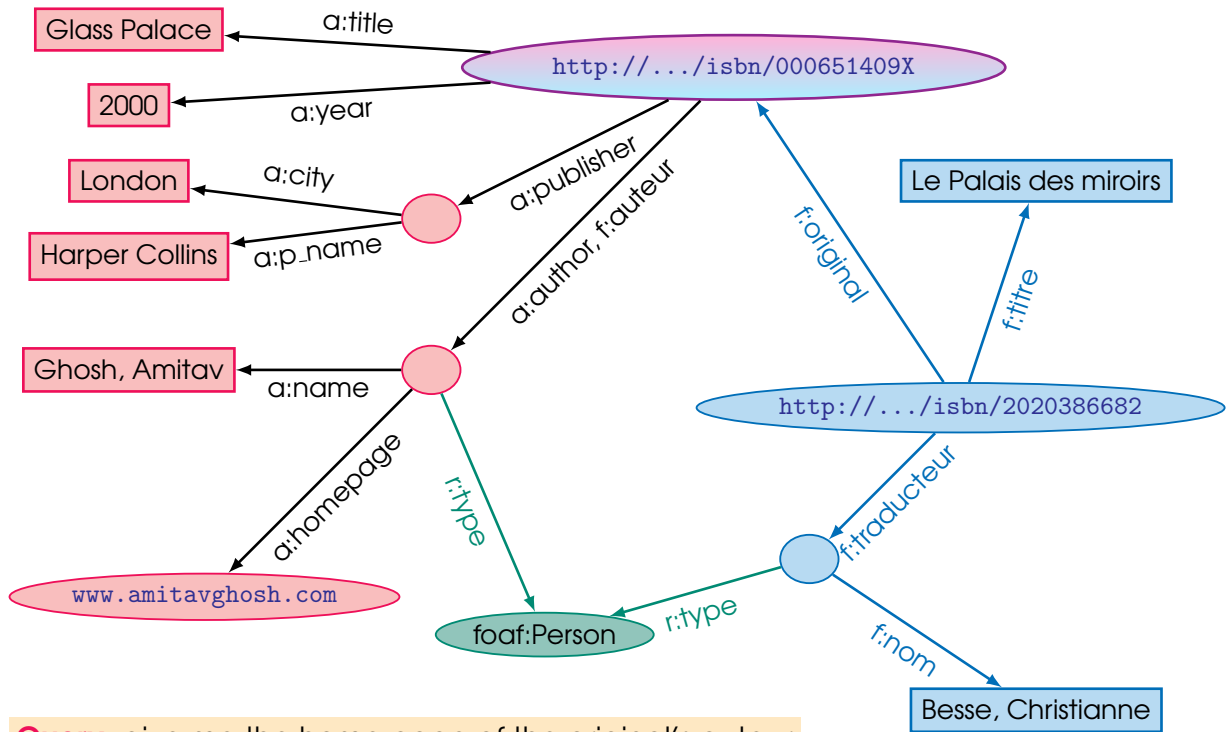 Glass Palace
a:title
http://.../isbn/000651409X
2000
a:year
London
a:city
a:publisher
Le Palais des miroirs
Harper Collins
a:p_name
a:author, f:auteur
f:original
f:titre
Ghosh, Amitav
a:name
http://.../isbn/2020386682
a:homepage
r:type
f:traducteur
www.amitavghosh.com
foaf:Person
r:type
f:nom
Besse, Christianne